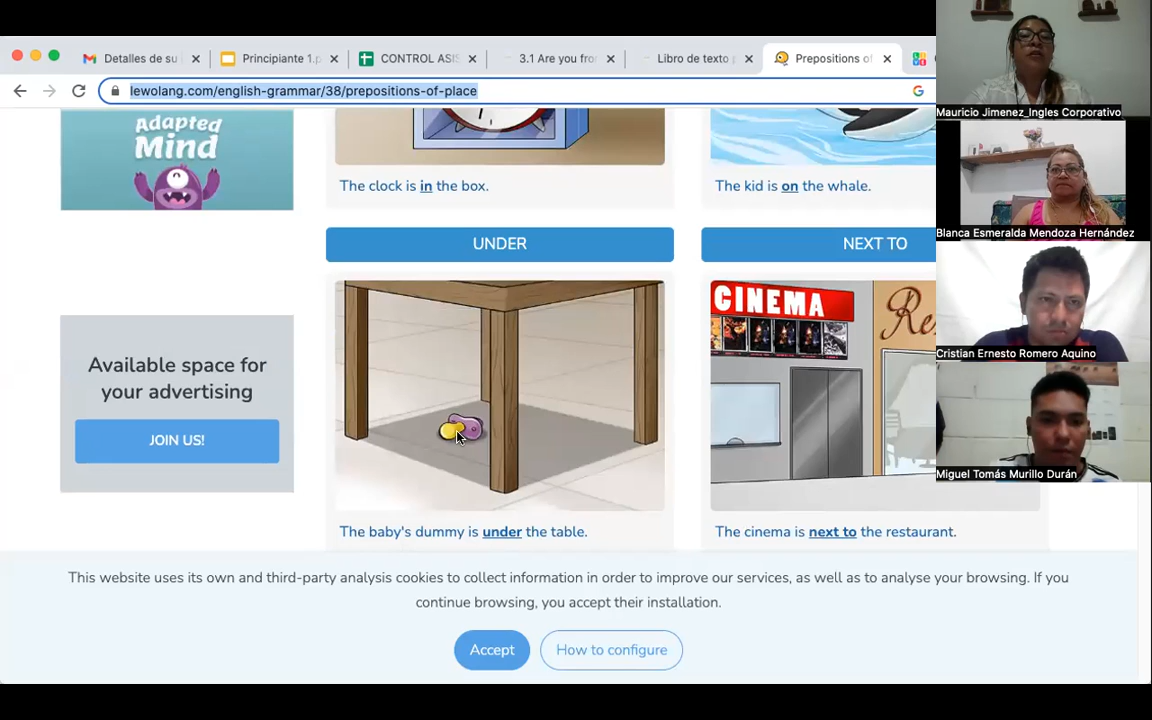 Detalles de su
Principiante 1.p
CONTROL ASIS
3.1 Are you fro
Libro de texto p
Prepositions of
lewolang.com/english-grammar/38/prepositions-of-place
Adapted
Mind
The clock is in the box.
The kid is on the whale.
UNDER
NEXT TO
CINEMA
Available space for
your advertising
JOIN US!
The baby's dummy is under the table.
The cinema is next to the restaurant.
This website uses its own and third-party analysis cookies to collect information in order to improve our services, as well as to analyse your browsing. If you
continue browsing, you accept their installation.
Accept
How to configure
Mauricio Jimenez_Ingles Corporativo
Blanca Esmeralda Mendoza Hernández
Cristian Ernesto Romero Aquino
Miguel Tomás Murillo Durán